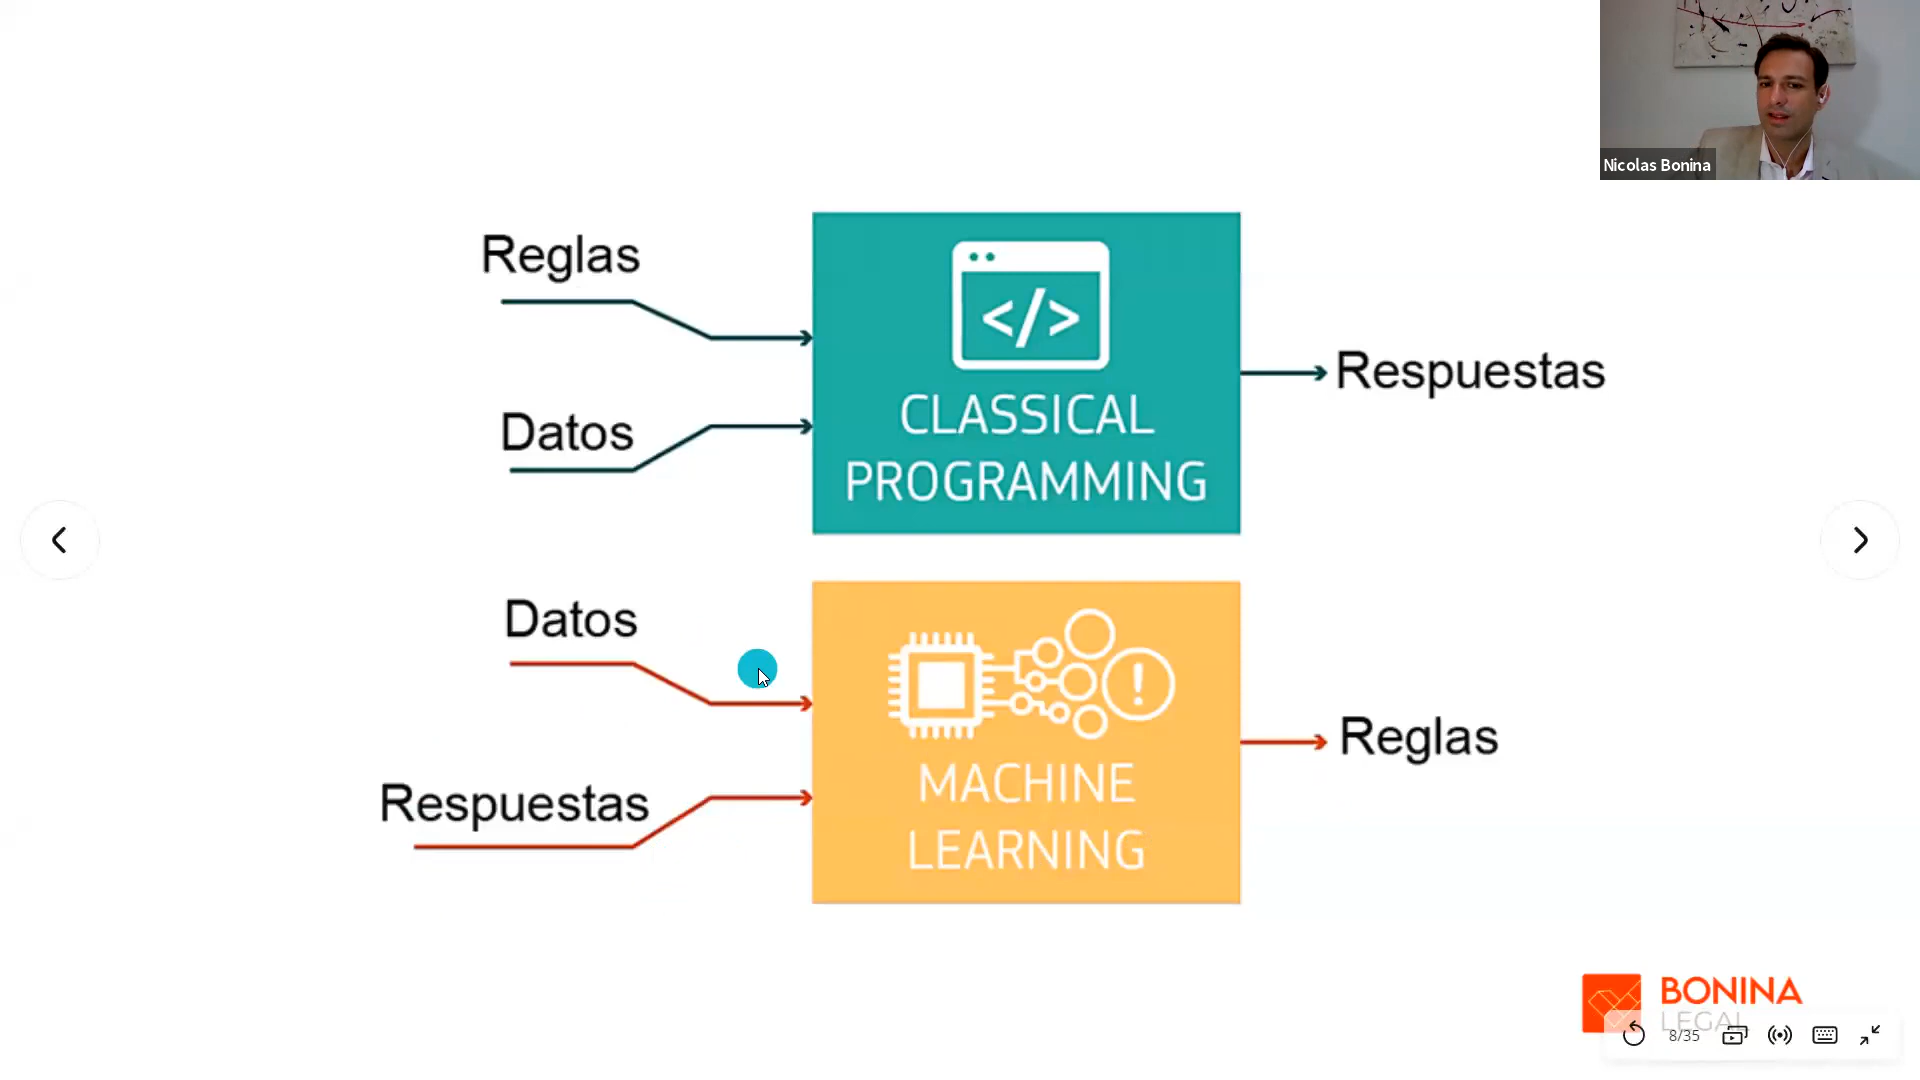 Nicolas Bonina
Reglas
Datos
</>
CLASSICAL
PROGRAMMING
Respuestas
Datos
Respuestas
!
MACHINE
LEARNING
Reglas
BONINA
LEGAL
8/35